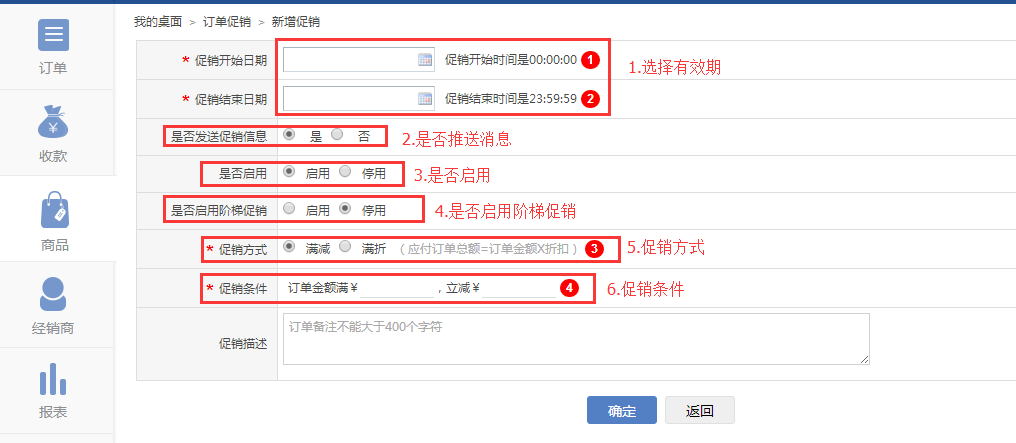 我的桌面 > 订单促销 > 新增促销
订单
收款
商品
经销商
报表
* 促销开始日期 促销开始时间是00:00:00 1
1.选择有效期
* 促销结束日期 促销结束时间是23:59:59 2
是否发送促销信息 是 否
2.是否推送消息
是否启用 启用 停用
3.是否启用
是否启用阶梯促销 启用 停用
4.是否启用阶梯促销
* 促销方式 满减 满折 （应付订单总额=订单金额X折扣） 3
5.促销方式
* 促销条件 订单金额满￥ ，立减￥ 4
6.促销条件
促销描述
订单备注不能大于400个字符
确定 返回